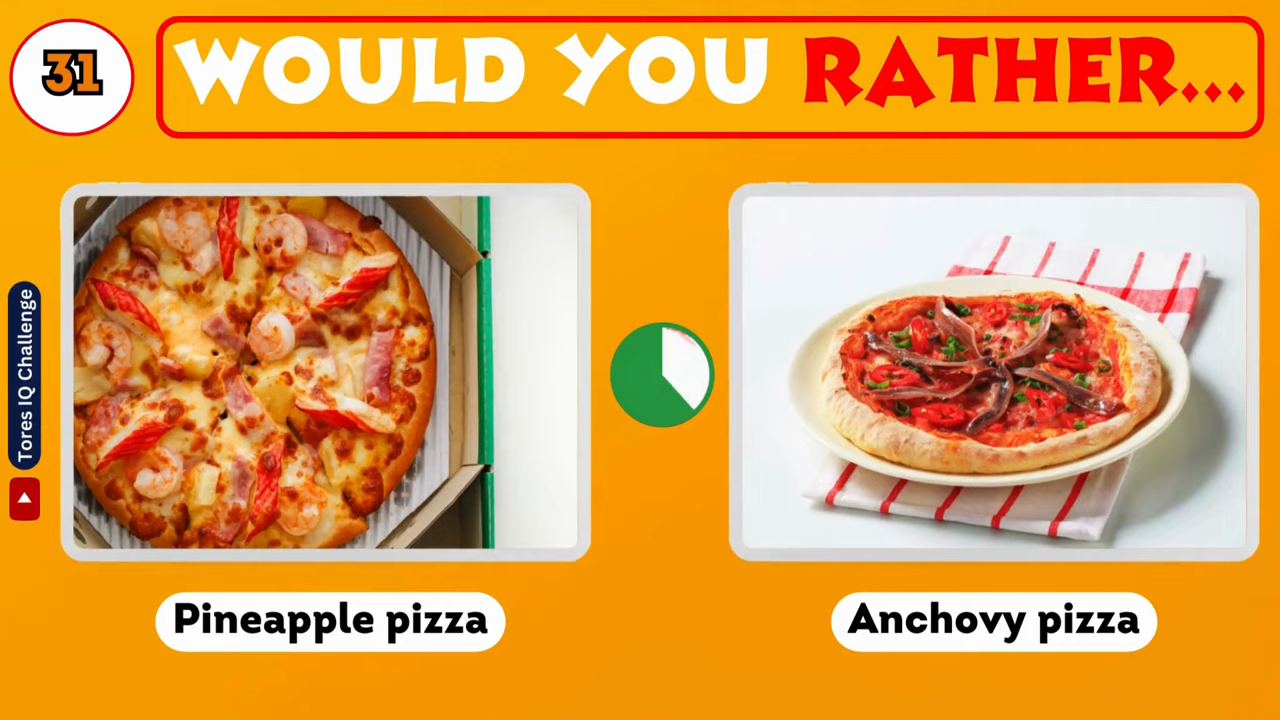 31
WOULD YOU RATHER...
Tores IQ Challenge
Pineapple pizza
Anchovy pizza